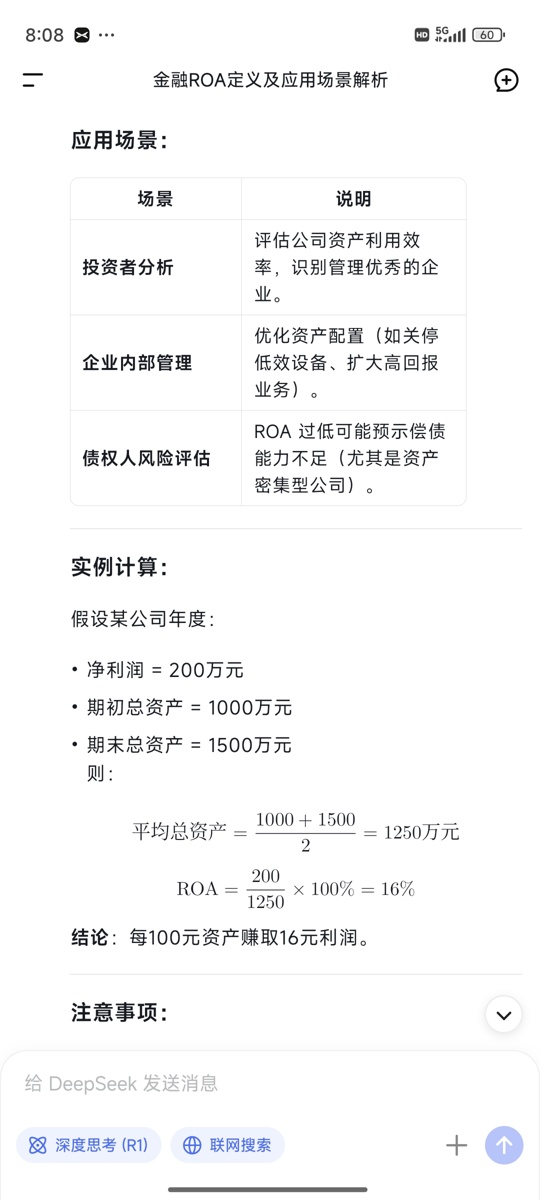 8:08 ··· HD 5G 60
金融ROA定义及应用场景解析
应用场景：
场景 说明
投资者分析 评估公司资产利用效
率，识别管理优秀的企
业。
企业内部管理 优化资产配置（如关停
低效设备、扩大高回报
业务）。
债权人风险评估 ROA 过低可能预示偿债
能力不足（尤其是资产
密集型公司）。
实例计算：
假设某公司年度：
• 净利润 = 200万元
• 期初总资产 = 1000万元
• 期末总资产 = 1500万元
则：
平均总资产 = (1000 + 1500) / 2 = 1250万元
ROA = 200 / 1250 × 100% = 16%
结论：每100元资产赚取16元利润。
注意事项：
给 DeepSeek 发送消息
深度思考 (R1) 联网搜索